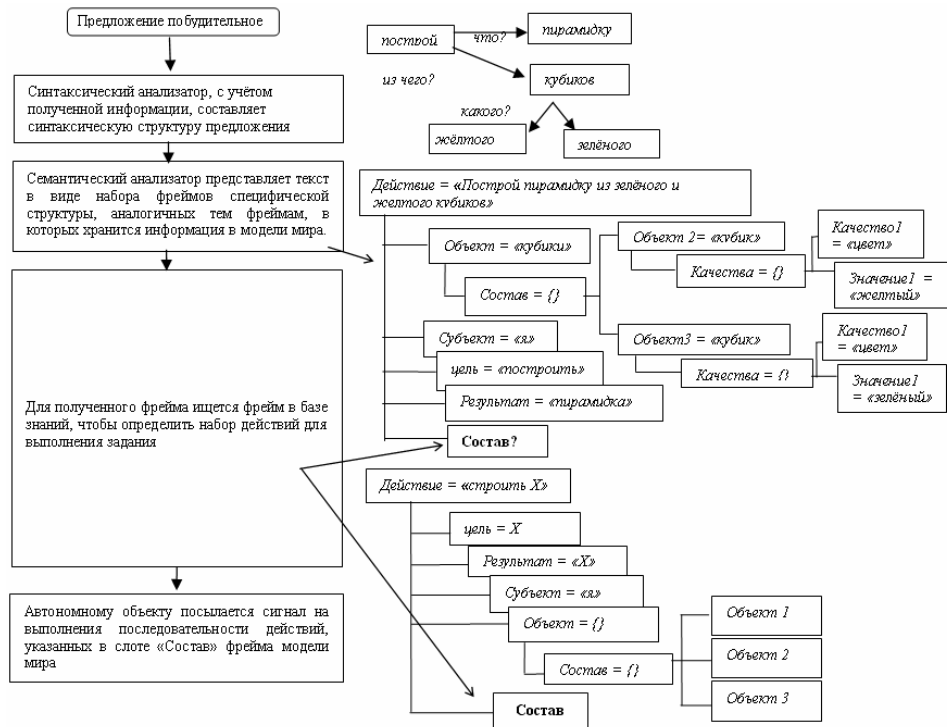 Предложение побудительное
Синтаксический анализатор, с учётом
полученной информации, составляет
синтаксическую структуру предложения
Семантический анализатор представляет текст
в виде набора фреймов специфической
структуры, аналогичных тем фреймам, в
которых хранится информация в модели мира.
Для полученного фрейма ищется фрейм в базе
знаний, чтобы определить набор действий для
выполнения задания
Автономному объекту посылается сигнал на
выполнения последовательности действий,
указанных в слоте «Состав» фрейма модели
мира
построй
что?
пирамидку
из чего?
кубиков
какого?
жёлтого
зелёного
Действие = «Построй пирамидку из зелёного и
желтого кубиков»
Объект = «кубики»
Состав = {}
Объект 2= «кубик»
Качества = {}
Качество1
= «цвет»
Значение1 =
«желтый»
Объект3 = «кубик»
Качества = {}
Качество1
= «цвет»
Значение1
= «зелёный»
Субъект = «я»
цель = «построить»
Результат = «пирамидка»
Состав?
Действие = «строить X»
цель = X
Результат = «X»
Субъект = «я»
Объект = {}
Состав = {}
Объект 1
Объект 2
Объект 3
Состав